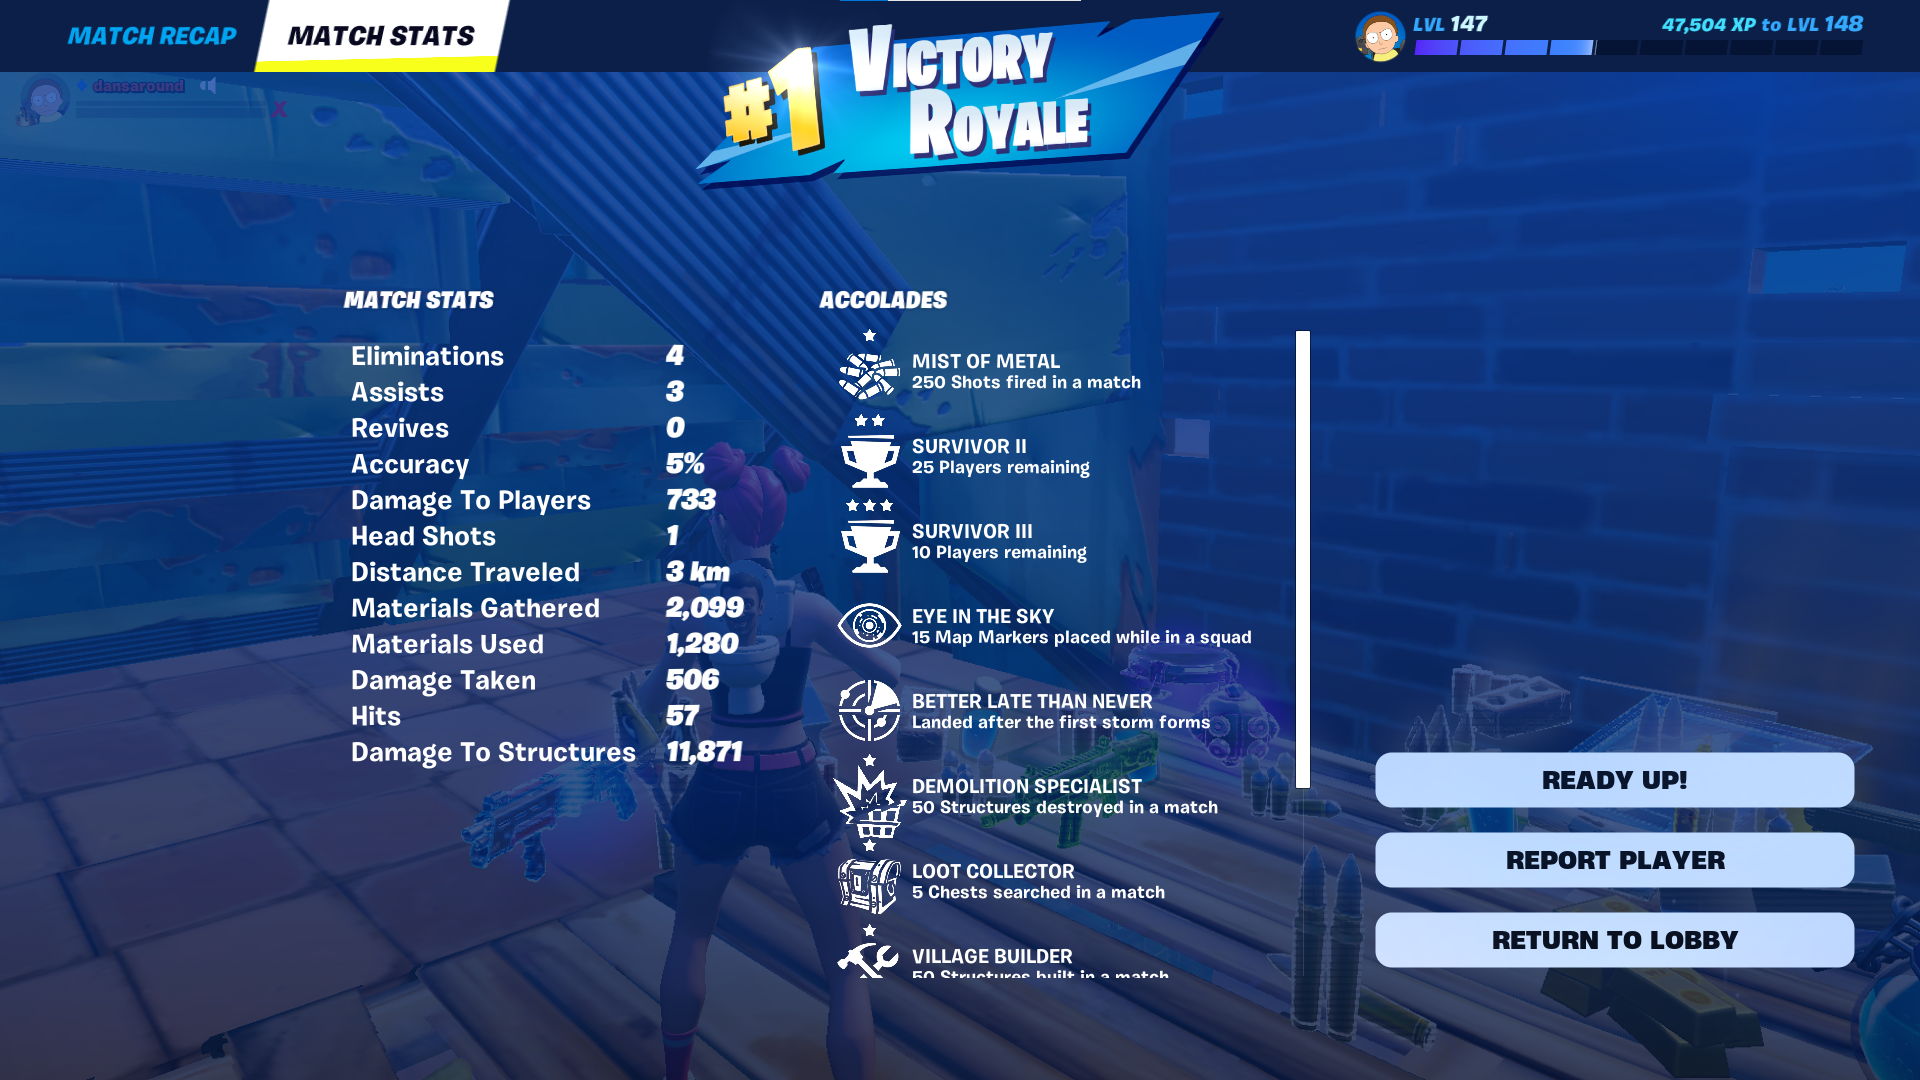 MATCH RECAP
MATCH STATS
#1 VICTORY
ROYALE
LVL 147
47,504 XP to LVL 148
dansaround
X
MATCH STATS
Eliminations 4
Assists 3
Revives 0
Accuracy 5%
Damage To Players 733
Head Shots 1
Distance Traveled 3 km
Materials Gathered 2,099
Materials Used 1,280
Damage Taken 506
Hits 57
Damage To Structures 11,871
ACCOLADES
MIST OF METAL
250 Shots fired in a match
SURVIVOR II
25 Players remaining
SURVIVOR III
10 Players remaining
EYE IN THE SKY
15 Map Markers placed while in a squad
BETTER LATE THAN NEVER
Landed after the first storm forms
DEMOLITION SPECIALIST
50 Structures destroyed in a match
LOOT COLLECTOR
5 Chests searched in a match
VILLAGE BUILDER
50 Structures built in a match
READY UP!
REPORT PLAYER
RETURN TO LOBBY